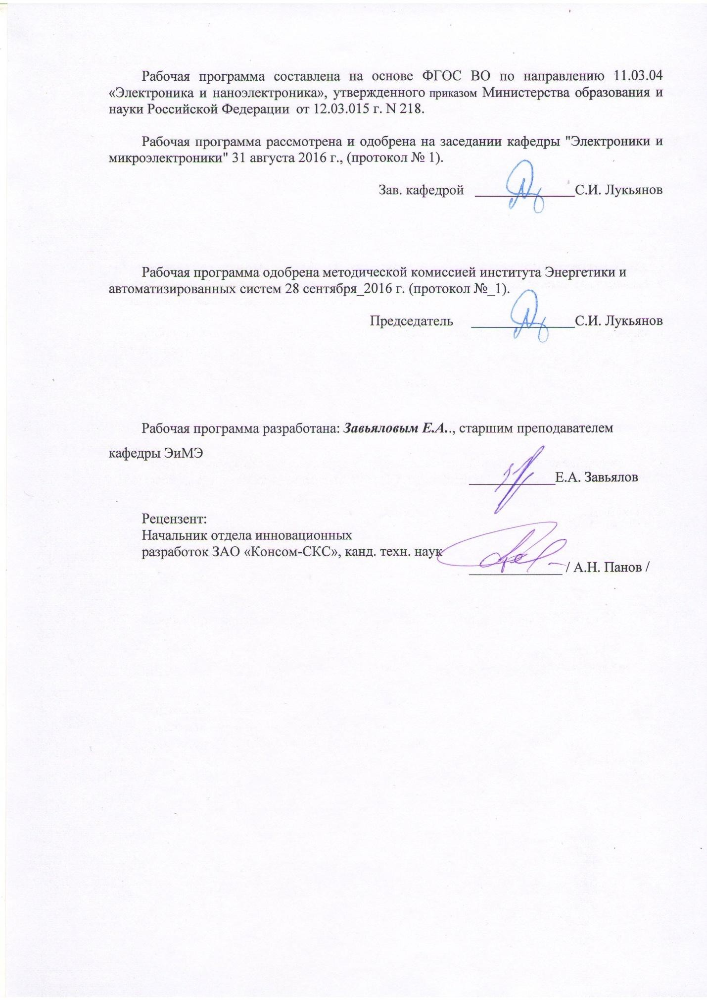 Рабочая программа составлена на основе ФГОС ВО по направлению 11.03.04
«Электроника и наноэлектроника», утвержденного приказом Министерства образования и
науки Российской Федерации от 12.03.015 г. N 218.
Рабочая программа рассмотрена и одобрена на заседании кафедры "Электроники и
микроэлектроники" 31 августа 2016 г., (протокол № 1).
Зав. кафедрой ______________С.И. Лукьянов
Рабочая программа одобрена методической комиссией института Энергетики и
автоматизированных систем 28 сентября_2016 г. (протокол №_1).
Председатель _______________С.И. Лукьянов
Рабочая программа разработана: Завьяловым Е.А.., старшим преподавателем
кафедры ЭиМЭ
____________Е.А. Завьялов
Рецензент:
Начальник отдела инновационных
разработок ЗАО «Консом-СКС», канд. техн. наук
_____________/ А.Н. Панов /